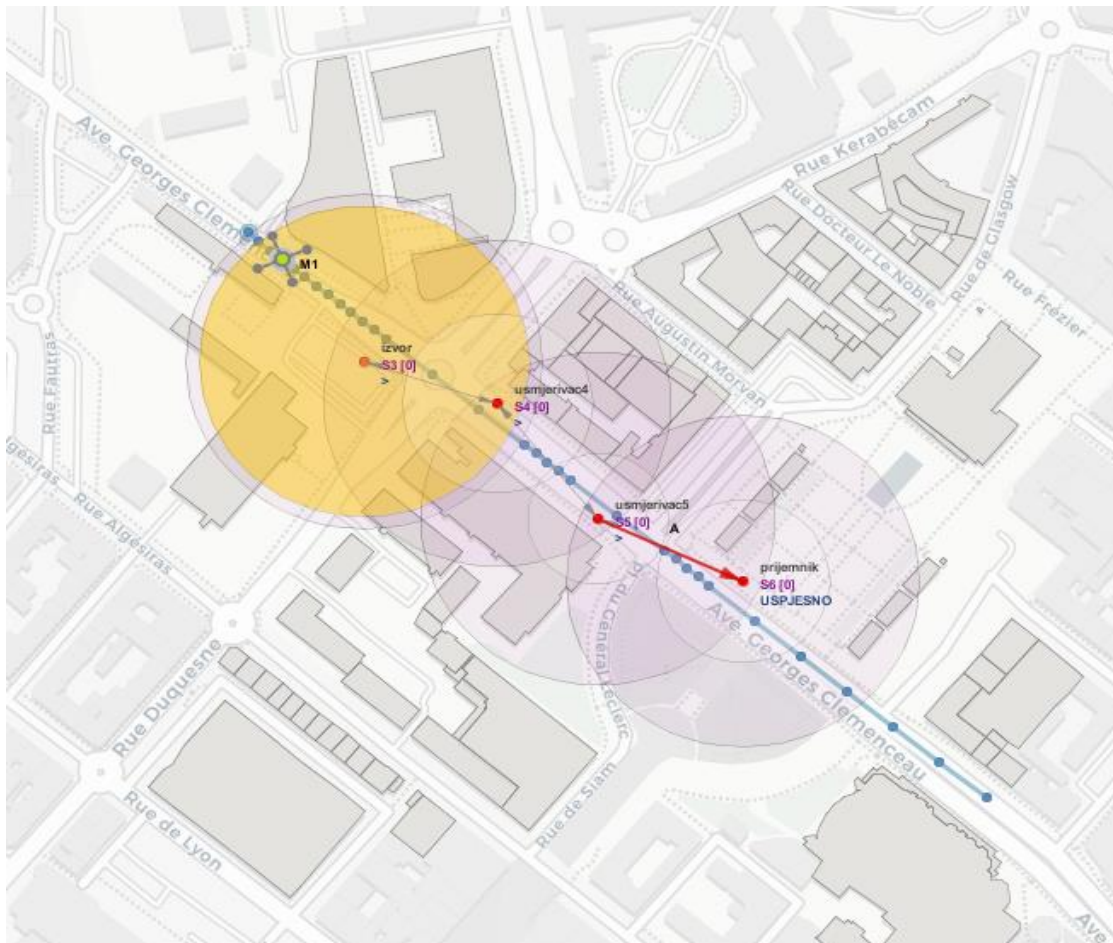 Ave. Georges Clem
Rue Kerabécam
Rue Docteur Le Noble
Rue de Glasgow
Rue Frézier
M1
Rue Augustin Morvan
Rue Fautras
izvor
S3 [0]
>
usmjerivac4
S4 [0]
>
usmjerivac5
S5 [0]
>
A
prijemnik
S6 [0]
USPJESNO
Algésiras
Rue Algésiras
Pl. du Général Leclerc
Ave. Georges Clemenceau
Rue Duquesne
Rue de Siam
Rue de Lyon